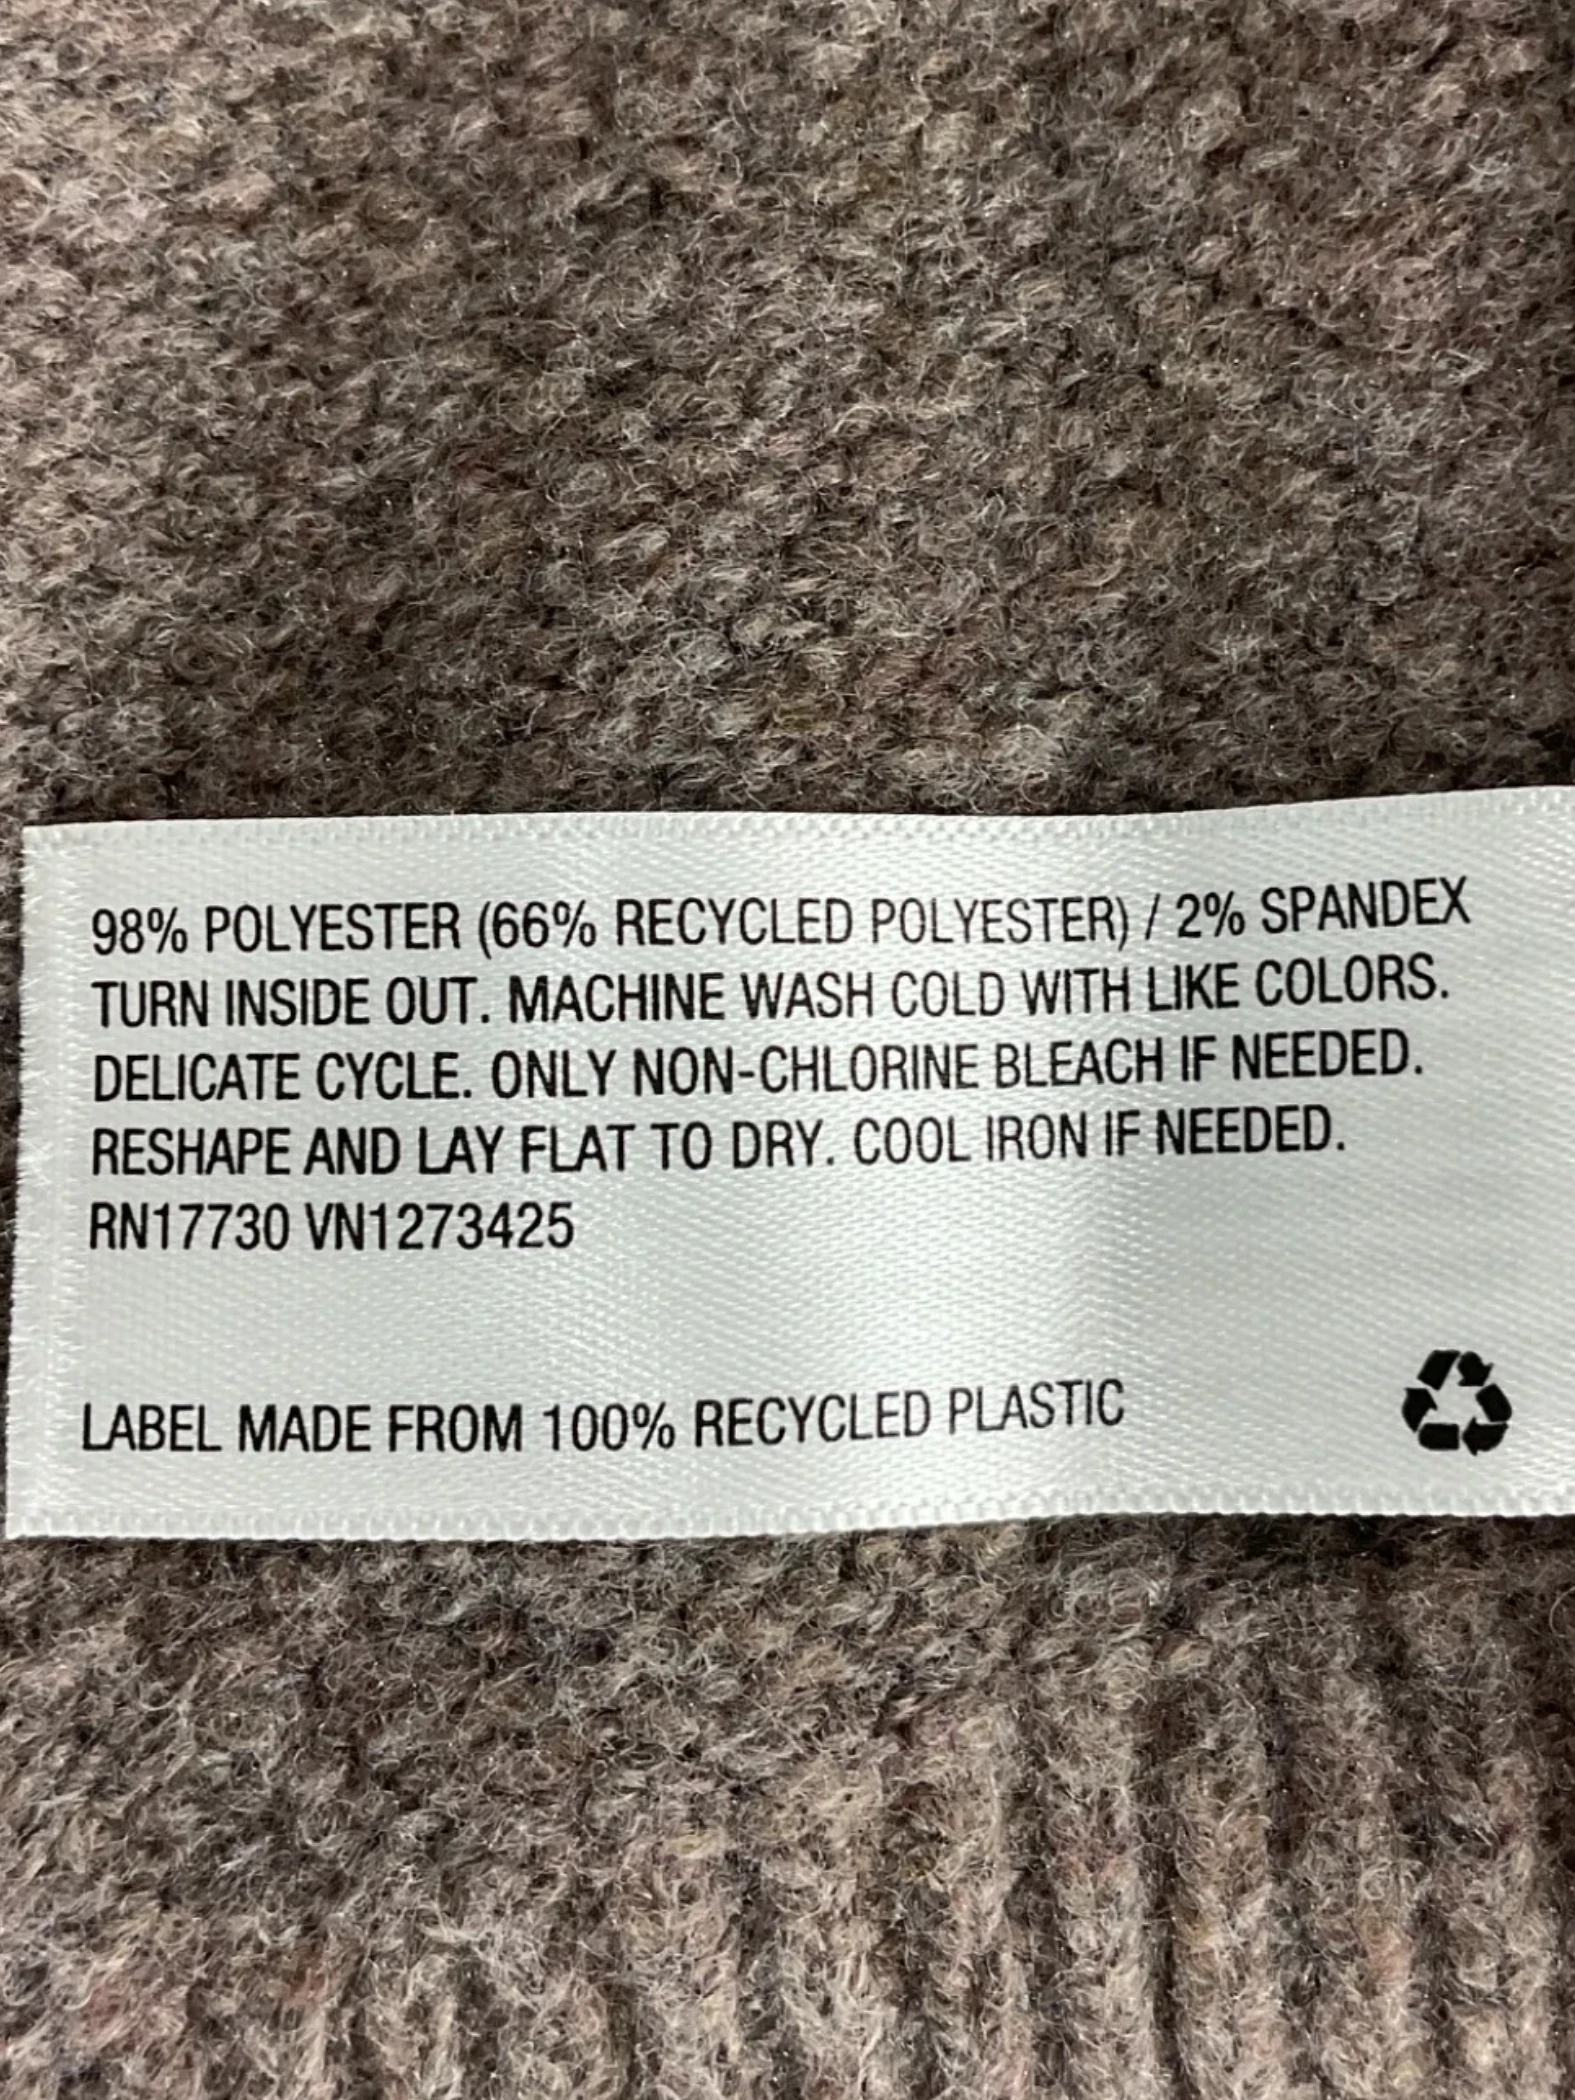 98% POLYESTER (66% RECYCLED POLYESTER) / 2% SPANDEX
TURN INSIDE OUT. MACHINE WASH COLD WITH LIKE COLORS.
DELICATE CYCLE. ONLY NON-CHLORINE BLEACH IF NEEDED.
RESHAPE AND LAY FLAT TO DRY. COOL IRON IF NEEDED.
RN17730 VN1273425
LABEL MADE FROM 100% RECYCLED PLASTIC